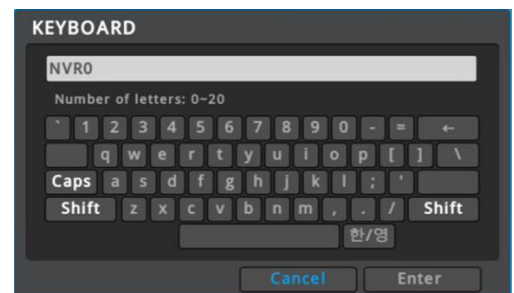 KEYBOARD
NVR0
Number of letters: 0~20
` 1 2 3 4 5 6 7 8 9 0 - = ←
q w e r t y u i o p [ ] \
Caps a s d f g h j k l ; '
Shift z x c v b n m , . / Shift
한/영
Cancel Enter